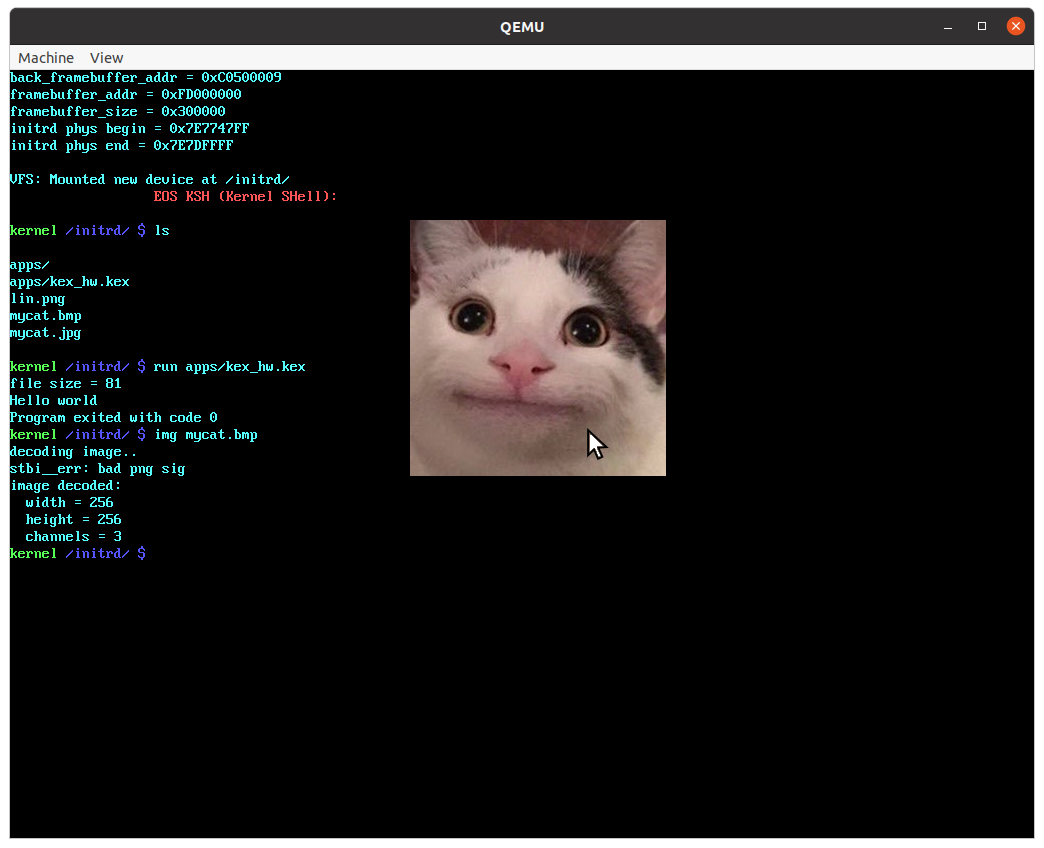 QEMU
Machine View
back_framebuffer_addr = 0xC0500009
framebuffer_addr = 0xFD000000
framebuffer_size = 0x300000
initrd phys begin = 0x7E7747FF
initrd phys end = 0x7E7DFFFF
VFS: Mounted new device at /initrd/
EOS KSH (Kernel SHell):
kernel /initrd/ $ ls
apps/
apps/kex_hw.kex
lin.png
mycat.bmp
mycat.jpg
kernel /initrd/ $ run apps/kex_hw.kex
file size = 81
Hello world
Program exited with code 0
kernel /initrd/ $ img mycat.bmp
decoding image..
stbi__err: bad png sig
image decoded:
width = 256
height = 256
channels = 3
kernel /initrd/ $